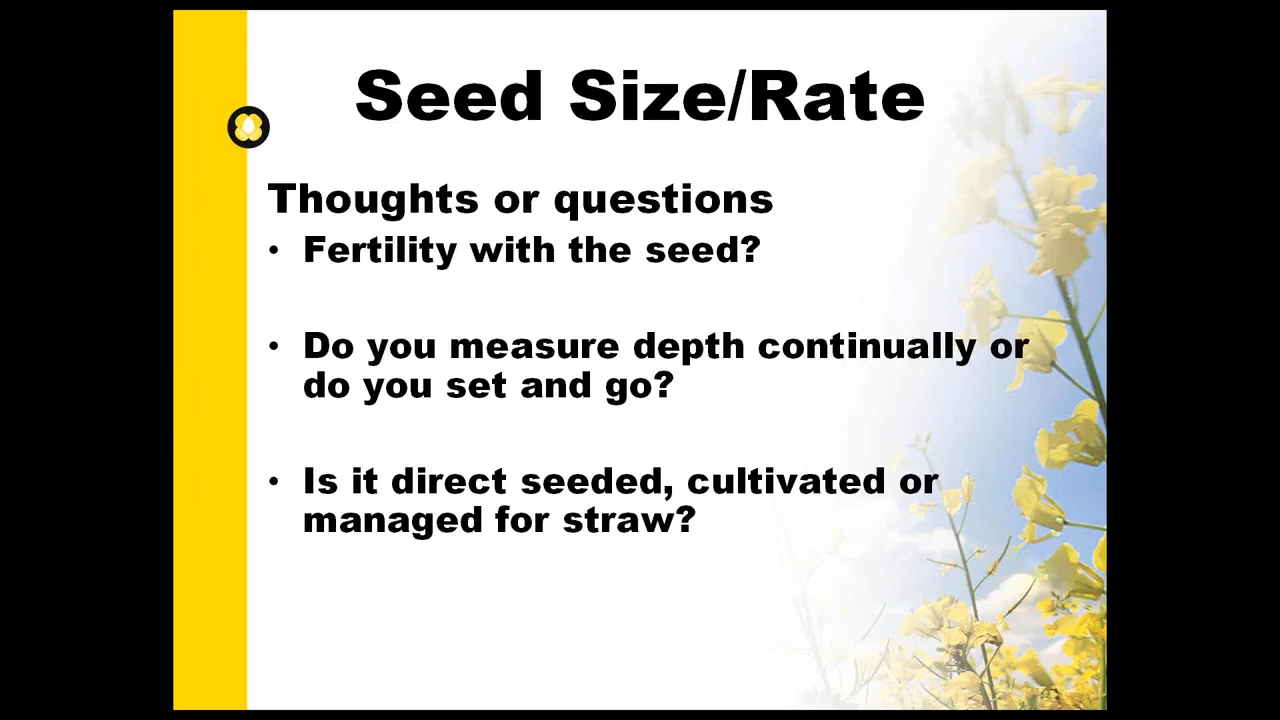 Seed Size/Rate
Thoughts or questions
• Fertility with the seed?
• Do you measure depth continually or
do you set and go?
• Is it direct seeded, cultivated or
managed for straw?